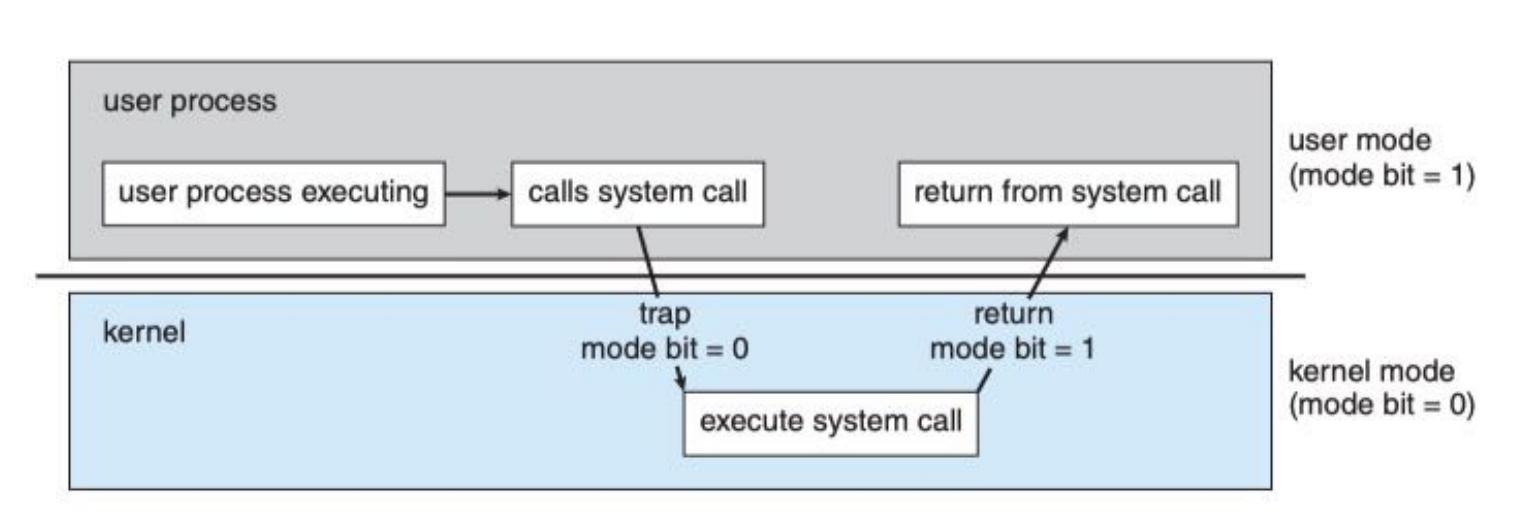 user process
user process executing
calls system call
return from system call
user mode
(mode bit = 1)
kernel
trap
mode bit = 0
return
mode bit = 1
execute system call
kernel mode
(mode bit = 0)